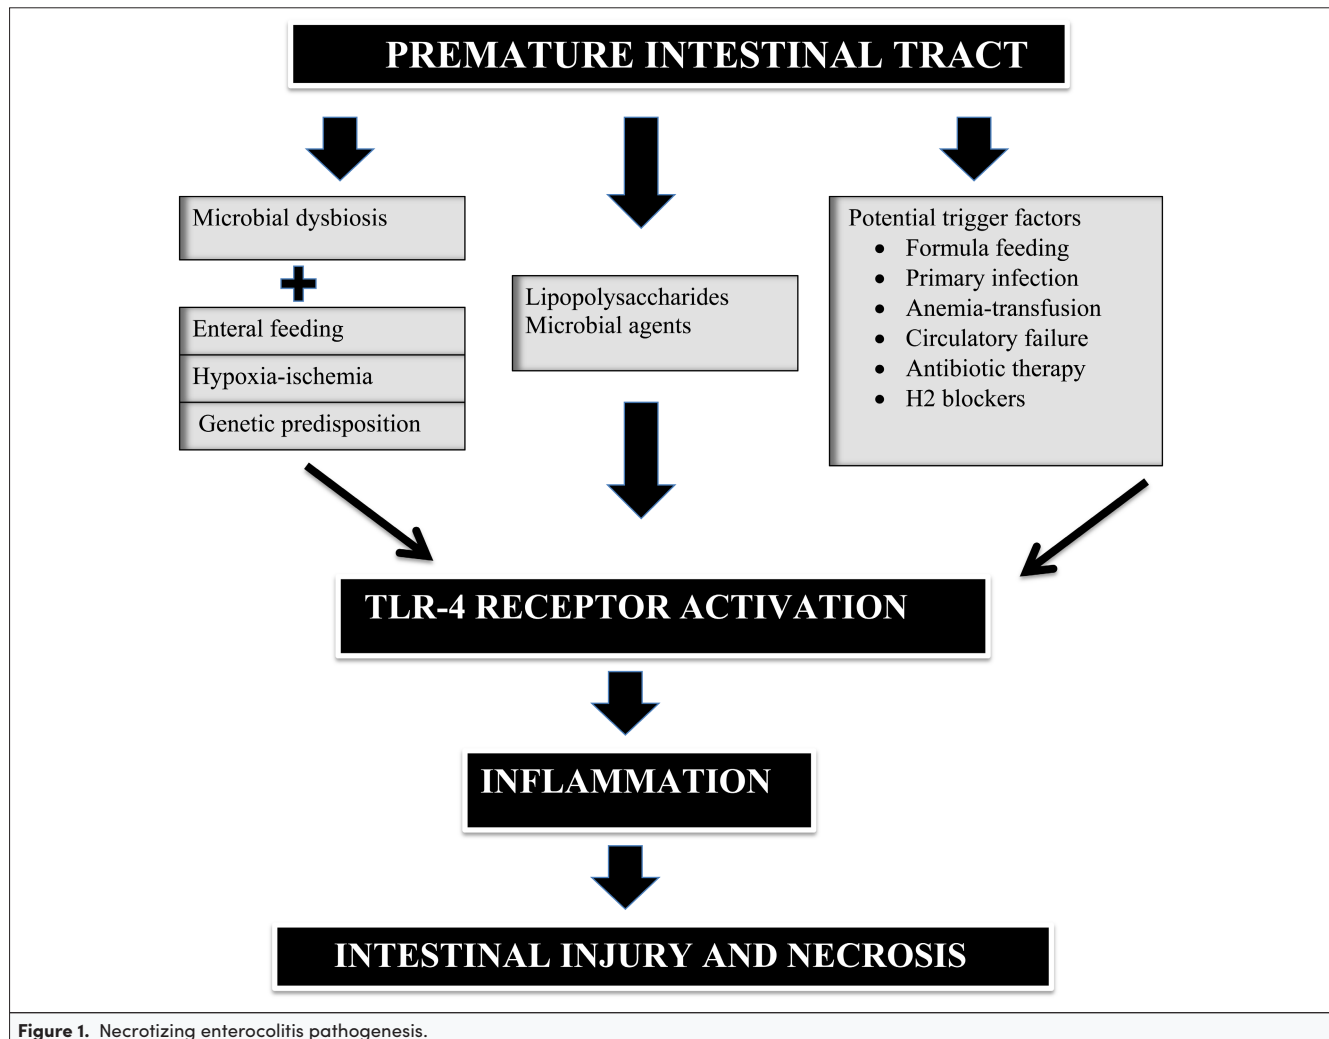 PREMATURE INTESTINAL TRACT
Microbial dysbiosis
Enteral feeding
Hypoxia-ischemia
Genetic predisposition
Lipopolysaccharides
Microbial agents
Potential trigger factors
• Formula feeding
• Primary infection
• Anemia-transfusion
• Circulatory failure
• Antibiotic therapy
• H2 blockers
TLR-4 RECEPTOR ACTIVATION
INFLAMMATION
INTESTINAL INJURY AND NECROSIS
Figure 1. Necrotizing enterocolitis pathogenesis.